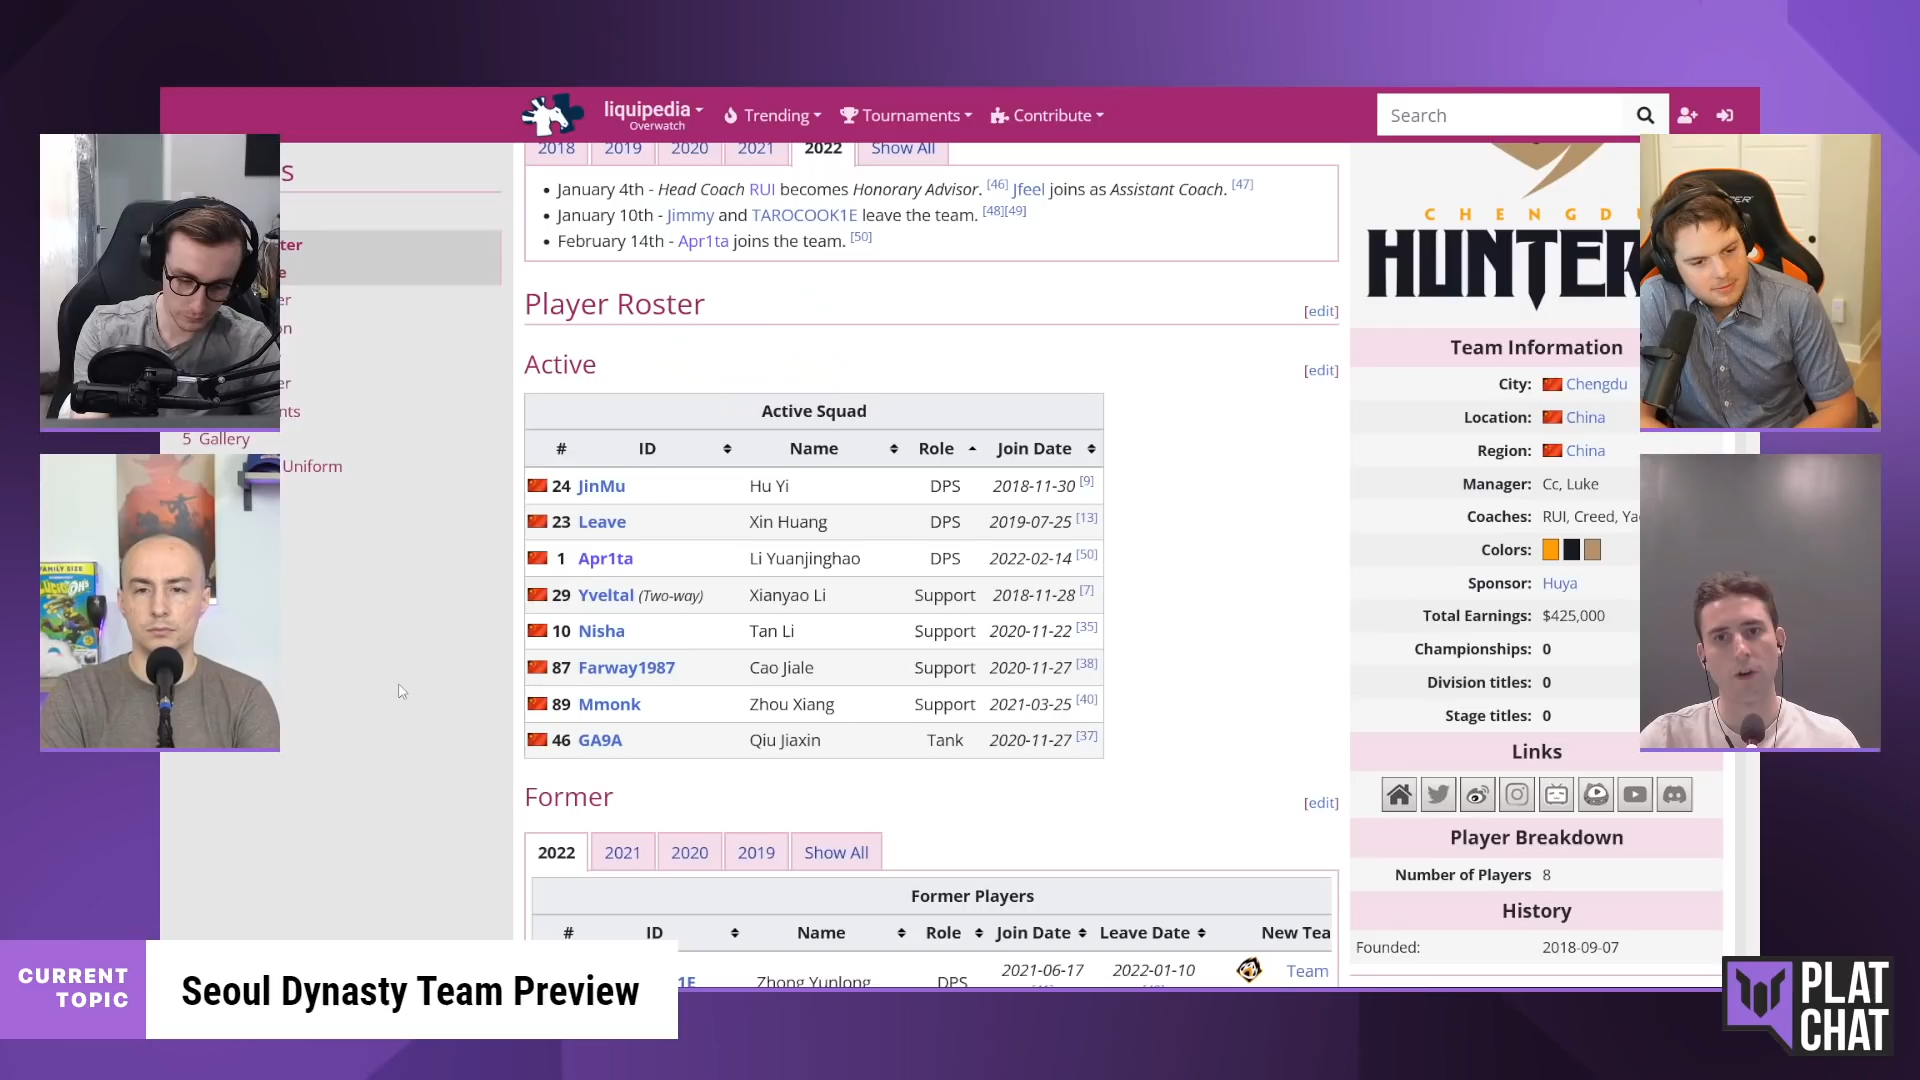 liquipedia
Overwatch
Trending
Tournaments
Contribute
Search
s
ter
e
er
on
er
nts
5 Gallery
Uniform
2018 2019 2020 2021 2022 Show All
January 4th - Head Coach RUI becomes Honorary Advisor. [46] Jfeel joins as Assistant Coach. [47]
January 10th - Jimmy and TAROCOOK1E leave the team. [48][49]
February 14th - Apr1ta joins the team. [50]
Player Roster [edit]
Active [edit]
Active Squad
# ID Name Role Join Date
24 JinMu Hu Yi DPS 2018-11-30 [9]
23 Leave Xin Huang DPS 2019-07-25 [13]
1 Apr1ta Li Yuanjinghao DPS 2022-02-14 [50]
29 Yveltal (Two-way) Xianyao Li Support 2018-11-28 [7]
10 Nisha Tan Li Support 2020-11-22 [35]
87 Farway1987 Cao Jiale Support 2020-11-27 [38]
89 Mmonk Zhou Xiang Support 2021-03-25 [40]
46 GA9A Qiu Jiaxin Tank 2020-11-27 [37]
Former [edit]
2022 2021 2020 2019 Show All
Former Players
# ID Name Role Join Date Leave Date New Tea
1E Zhong Yunlong DPS 2021-06-17 2022-01-10 Team
CHENGD
HUNTER
Team Information
City: Chengdu
Location: China
Region: China
Manager: Cc, Luke
Coaches: RUI, Creed, Ya
Colors:
Sponsor: Huya
Total Earnings: $425,000
Championships: 0
Division titles: 0
Stage titles: 0
Links
Player Breakdown
Number of Players 8
History
Founded: 2018-09-07
FAMILY SIZE
CURRENT
TOPIC
Seoul Dynasty Team Preview
PLAT
CHAT